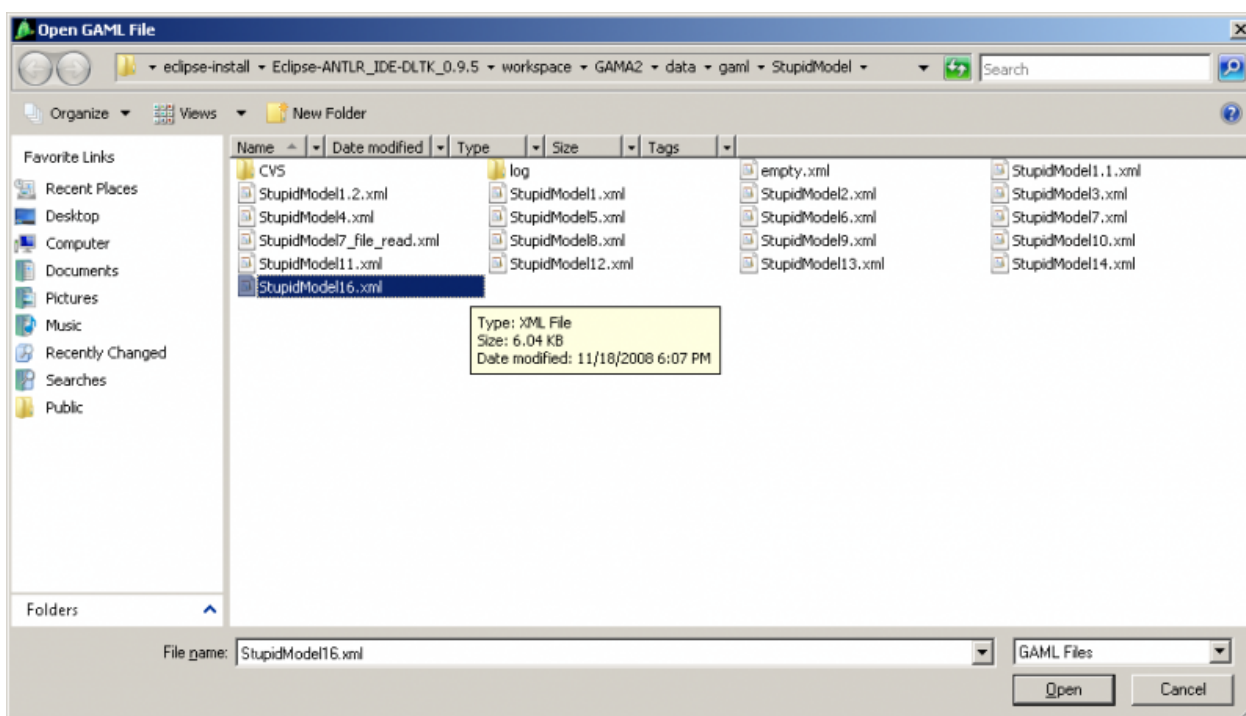 Open GAML File
eclipse-install Eclipse-ANTLR_IDE-DLTK_0.9.5 workspace GAMA2 data gaml StupidModel Search
Organize Views New Folder
Favorite Links
Recent Places
Desktop
Computer
Documents
Pictures
Music
Recently Changed
Searches
Public
Folders
Name Date modified Type Size Tags
CVS log empty.xml StupidModel1.1.xml
StupidModel1.2.xml StupidModel1.xml StupidModel2.xml StupidModel3.xml
StupidModel4.xml StupidModel5.xml StupidModel6.xml StupidModel7.xml
StupidModel7_file_read.xml StupidModel8.xml StupidModel9.xml StupidModel10.xml
StupidModel11.xml StupidModel12.xml StupidModel13.xml StupidModel14.xml
StupidModel16.xml
Type: XML File
Size: 6.04 KB
Date modified: 11/18/2008 6:07 PM
File name: StupidModel16.xml GAML Files
Open Cancel